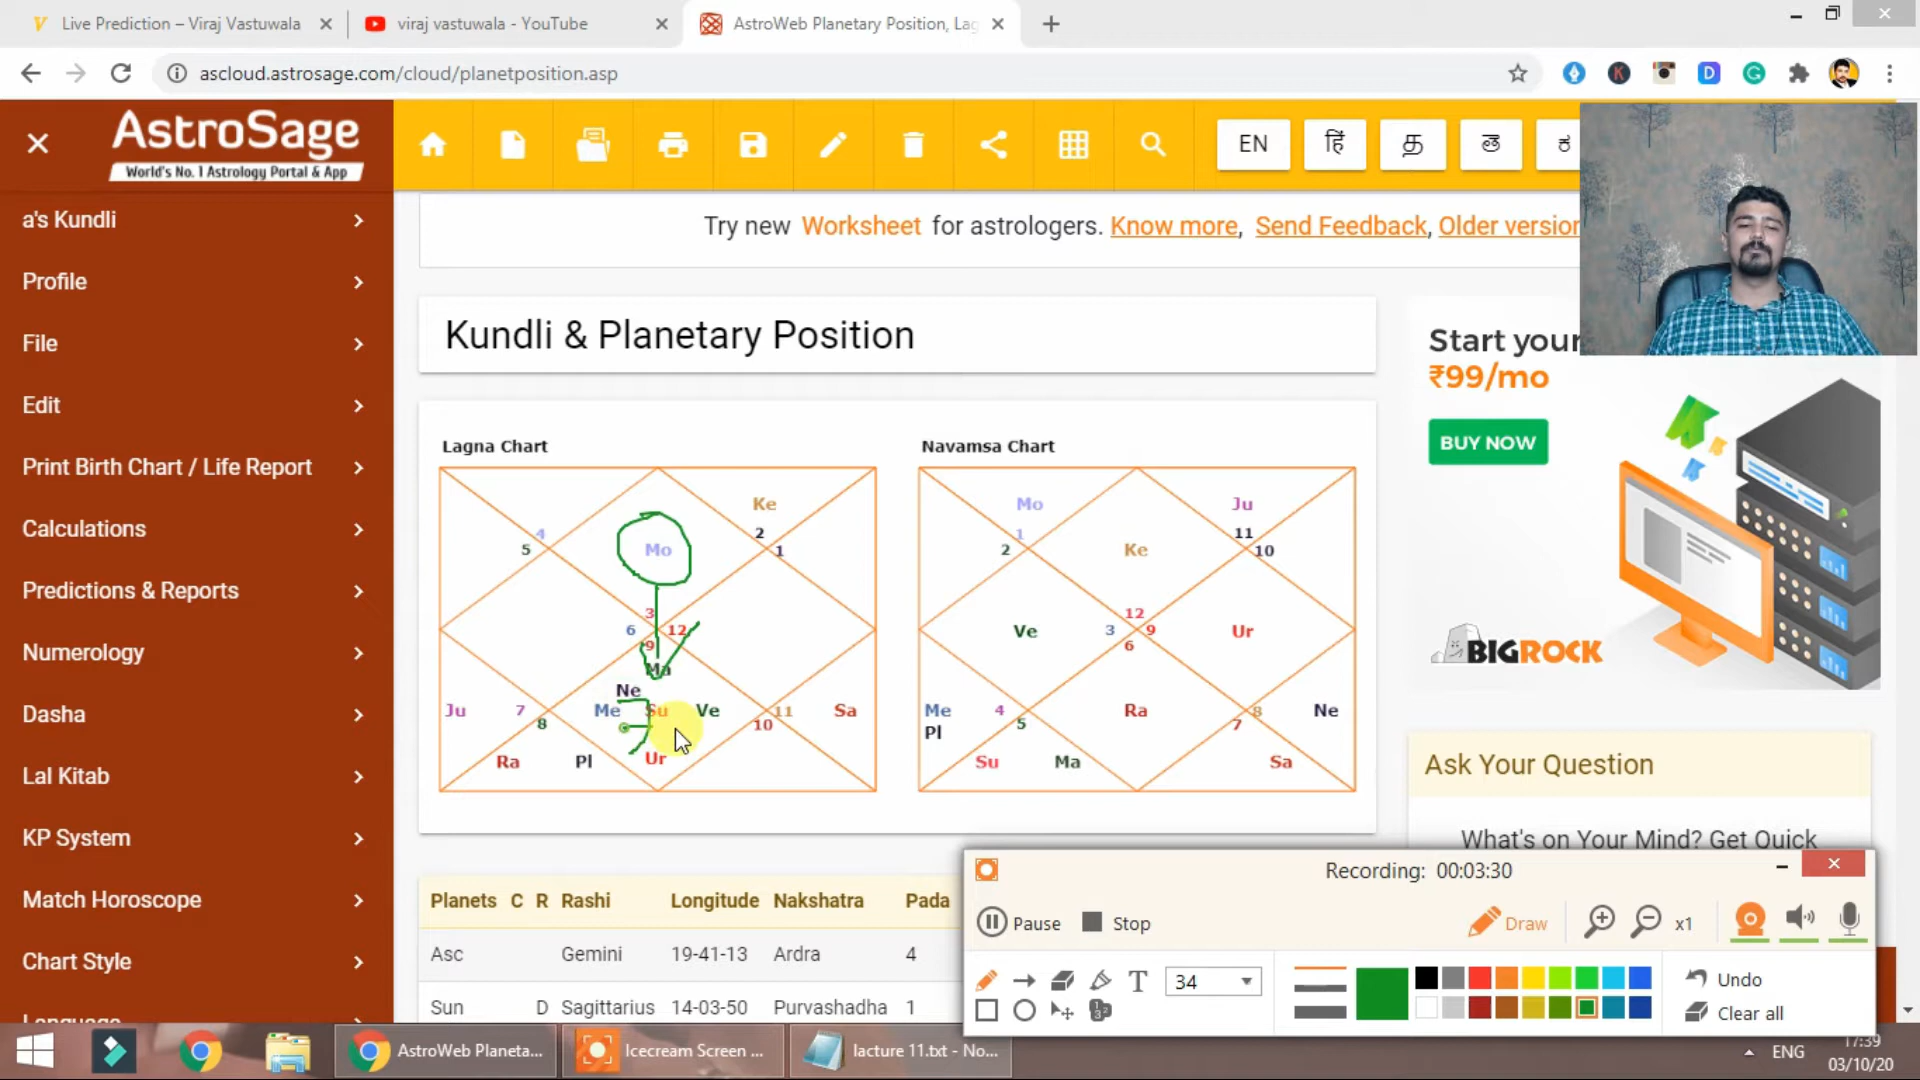 Live Prediction – Viraj Vastuwala
viraj vastuwala - YouTube
AstroWeb Planetary Position, Lag
ascloud.astrosage.com/cloud/planetposition.asp
AstroSage
World's No. 1 Astrology Portal & App
EN
हिं
த
తె
ಕ
a's Kundli
Profile
File
Edit
Print Birth Chart / Life Report
Calculations
Predictions & Reports
Numerology
Dasha
Lal Kitab
KP System
Match Horoscope
Chart Style
Language
Try new Worksheet for astrologers. Know more, Send Feedback, Older version
Kundli & Planetary Position
Lagna Chart
Ke
4
5
Mo
2
1
3
6
12
9
Ma
Ne
Ju
7
8
Me
Su
Ve
11
10
Sa
Ra
Pl
Ur
Navamsa Chart
Mo
Ju
1
2
Ke
11
10
Ve
12
3
9
6
Ur
Me
Pl
4
5
Ra
8
7
Ne
Su
Ma
Sa
Start your
₹99/mo
BUY NOW
BIGROCK
Ask Your Question
What's on Your Mind? Get Quick
Planets C R Rashi Longitude Nakshatra Pada
Asc Gemini 19-41-13 Ardra 4
Sun D Sagittarius 14-03-50 Purvashadha 1
Recording: 00:03:30
Pause
Stop
Draw
x1
T
34
Undo
Clear all
AstroWeb Planeta...
Icecream Screen ...
lacture 11.txt - No...
ENG
17:39
03/10/20